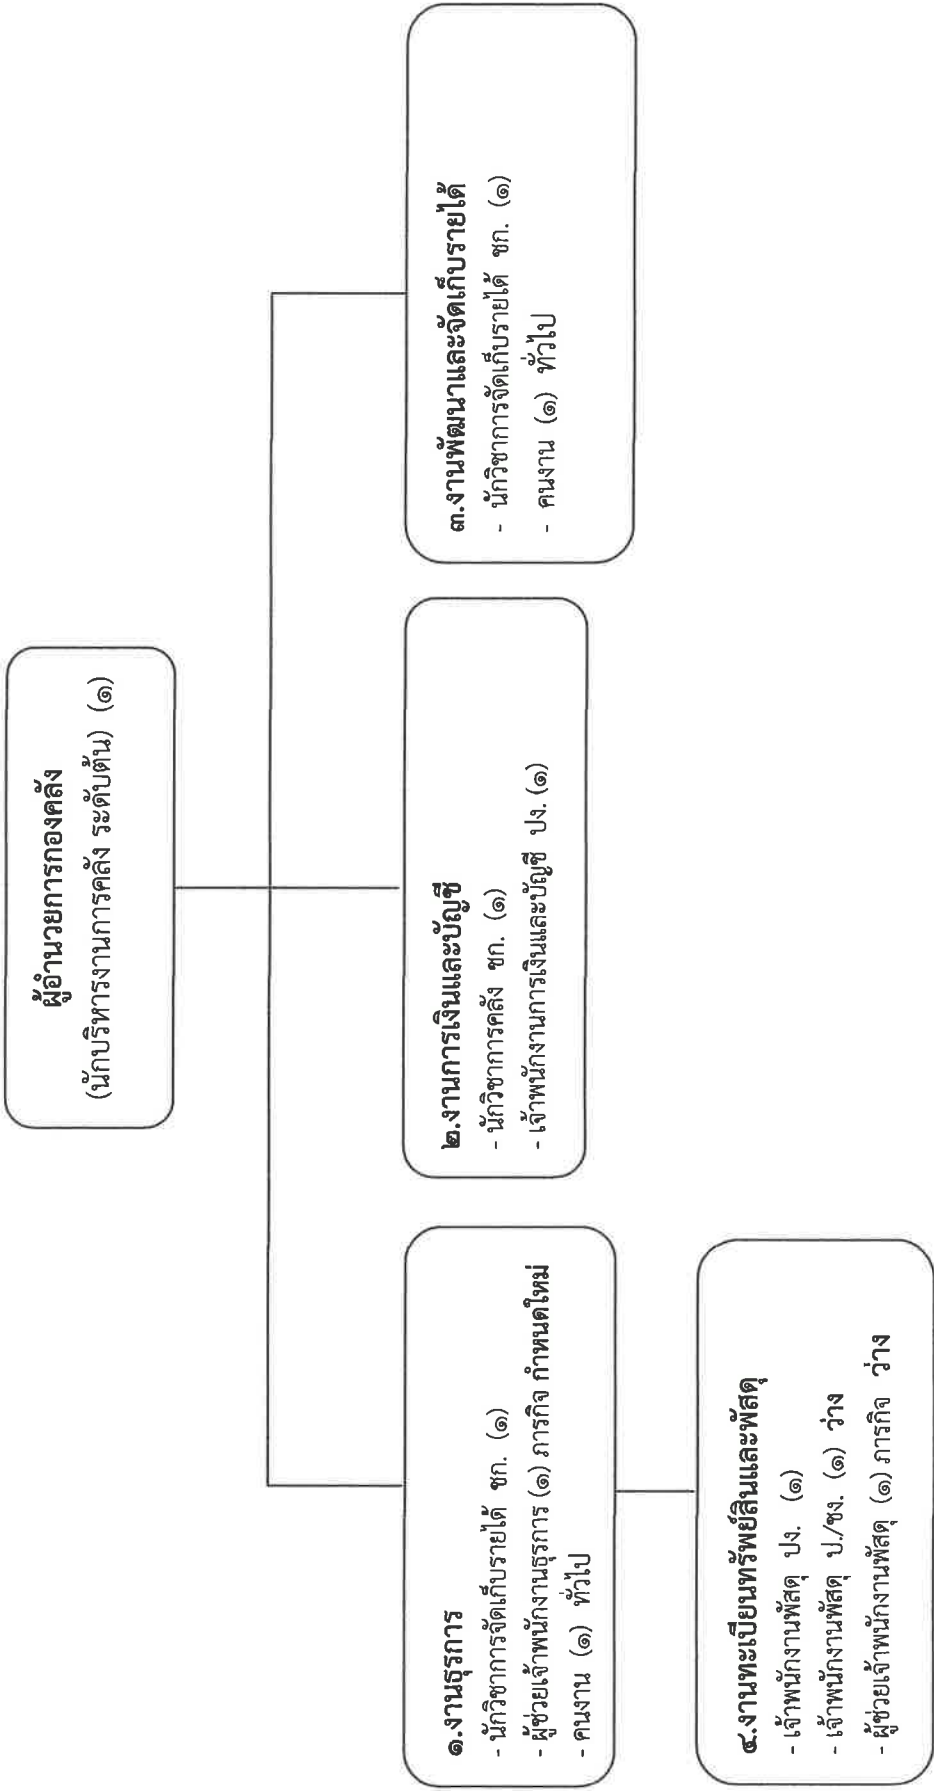 ผู้อำนวยการกองคลัง
(นักบริหารงานการคลัง ระดับต้น) (๑)
๑.งานธุรการ
- นักวิชาการจัดเก็บรายได้ ชก. (๑)
- ผู้ช่วยเจ้าพนักงานธุรการ (๑) ภารกิจ กำหนดใหม่
- คนงาน (๑) ทั่วไป
๒.งานการเงินและบัญชี
- นักวิชาการคลัง ชก. (๑)
- เจ้าพนักงานการเงินและบัญชี ปง. (๑)
๓.งานพัฒนาและจัดเก็บรายได้
- นักวิชาการจัดเก็บรายได้ ชก. (๑)
- คนงาน (๑) ทั่วไป
๔.งานทะเบียนทรัพย์สินและพัสดุ
- เจ้าพนักงานพัสดุ ปง. (๑)
- เจ้าพนักงานพัสดุ ป./ชง. (๑) ว่าง
- ผู้ช่วยเจ้าพนักงานพัสดุ (๑) ภารกิจ ว่าง